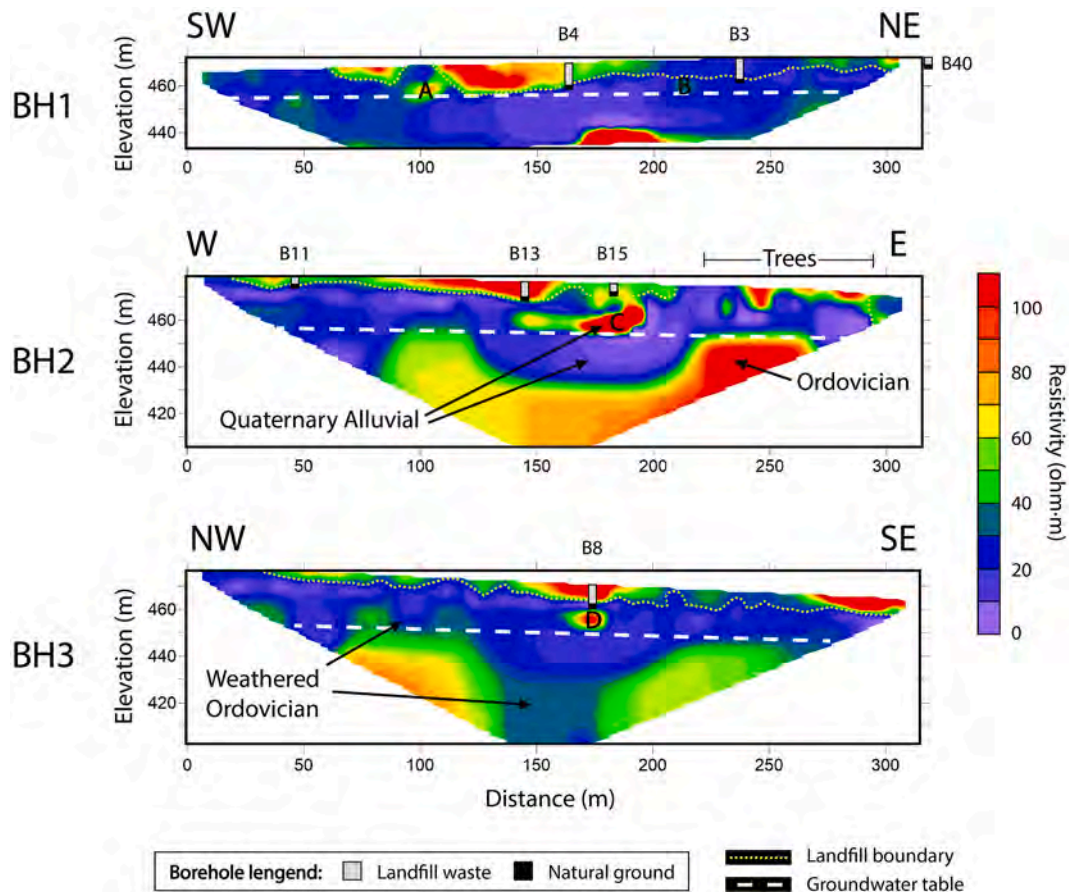 SW
NE
B4
B3
B40
BH1
Elevation (m)
460
440
A
B
0
50
100
150
200
250
300
W
E
B11
B13
B15
Trees
BH2
Elevation (m)
460
440
420
C
Quaternary Alluvial
Ordovician
0
50
100
150
200
250
300
100
80
60
40
20
0
Resistivity (ohm·m)
NW
SE
B8
BH3
Elevation (m)
460
440
420
D
Weathered
Ordovician
0
50
100
150
200
250
300
Distance (m)
Borehole lengend: Landfill waste Natural ground
Landfill boundary
Groundwater table